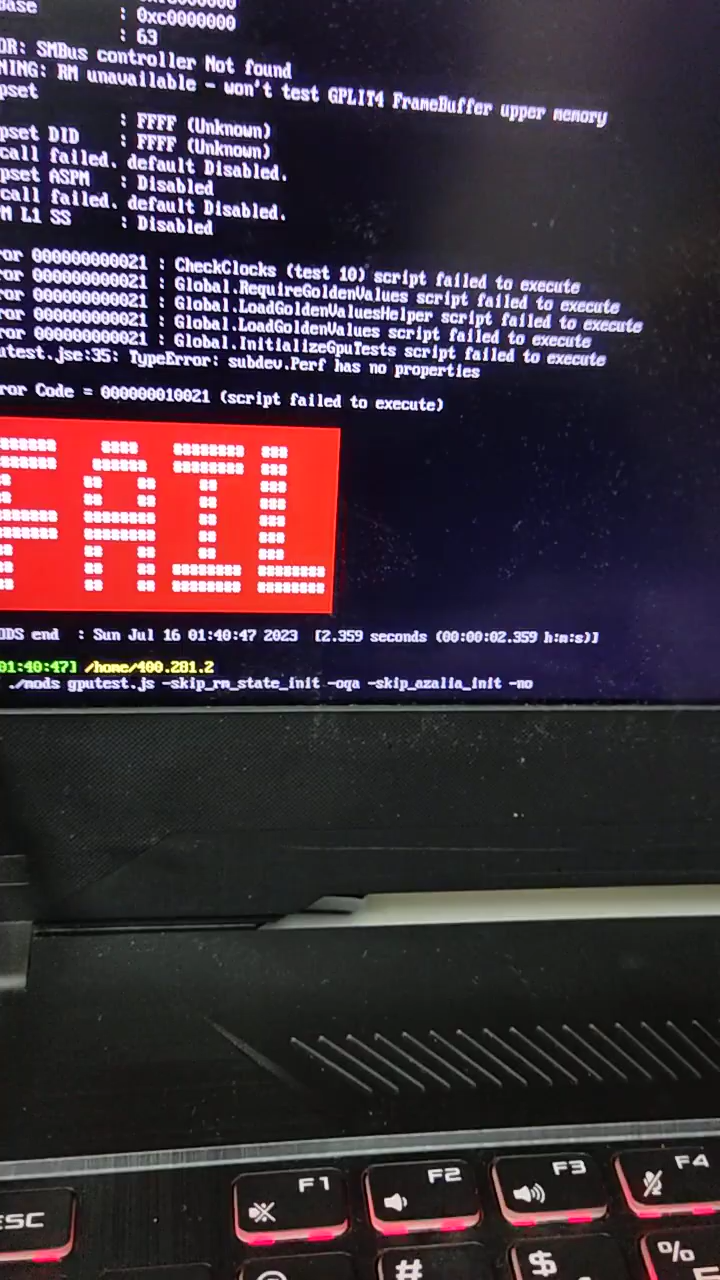 ase : 0xc0000000
: 63
OR: SMBus controller Not found
NING: RM unavailable - won't test GPLIT4 FrameBuffer upper memory
pset
: FFFF (Unknown)
pset DID : FFFF (Unknown)
call failed. default Disabled.
pset ASPM : Disabled
call failed. default Disabled.
PM L1 SS : Disabled
ror 000000000021 : CheckClocks (test 10) script failed to execute
ror 000000000021 : Global.RequireGoldenValues script failed to execute
ror 000000000021 : Global.LoadGoldenValuesHelper script failed to execute
ror 000000000021 : Global.LoadGoldenValues script failed to execute
ror 000000000021 : Global.InitializeGpuTests script failed to execute
utest.jse:35: TypeError: subdev.Perf has no properties
ror Code = 000000010021 (script failed to execute)
FAIL
ODS end : Sun Jul 16 01:40:47 2023 [2.359 seconds (00:00:02.359 h:m:s)]
01:40:47] /home/400.281.2
./mods gputest.js -skip_rm_state_init -oqa -skip_azalia_init -no
ESC F1 F2 F3 F4
# $ %